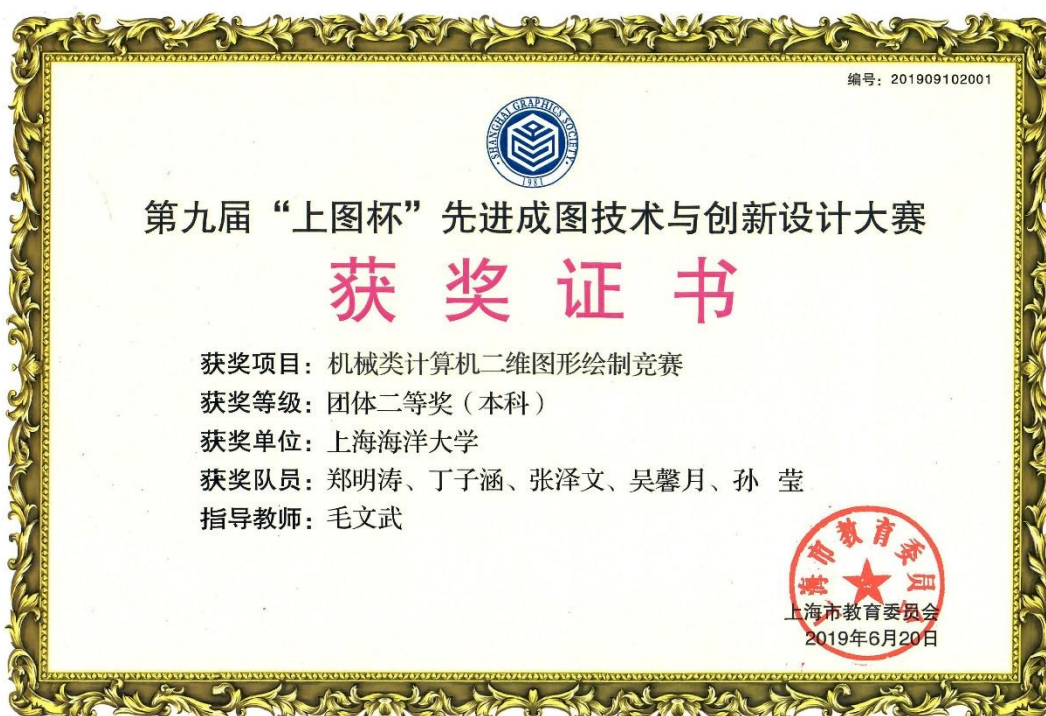 编号：201909102001
SHANGHAI GRAPHICS SOCIETY
1981
第九届“上图杯”先进成图技术与创新设计大赛
获奖证书
获奖项目：机械类计算机二维图形绘制竞赛
获奖等级：团体二等奖（本科）
获奖单位：上海海洋大学
获奖队员：郑明涛、丁子涵、张泽文、吴馨月、孙 莹
指导教师：毛文武
上海市教育委员会
上海市教育委员会
2019年6月20日